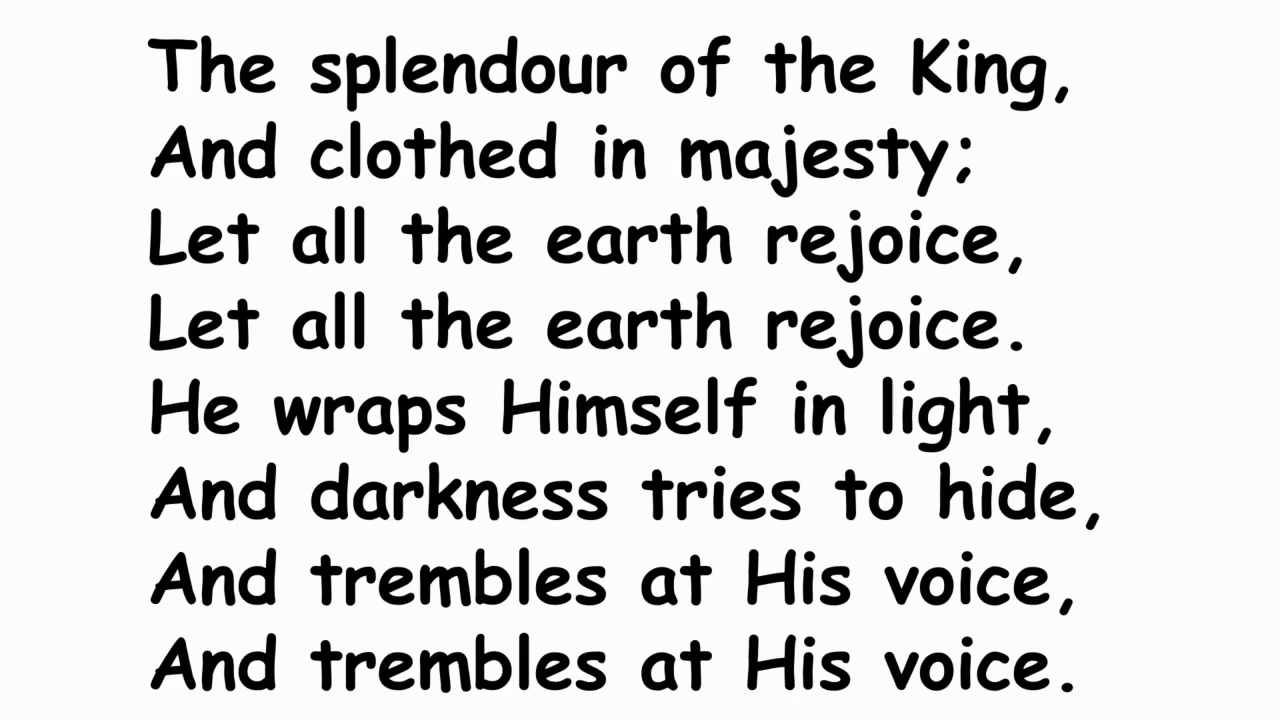 The splendour of the King,
And clothed in majesty;
Let all the earth rejoice,
Let all the earth rejoice.
He wraps Himself in light,
And darkness tries to hide,
And trembles at His voice,
And trembles at His voice.